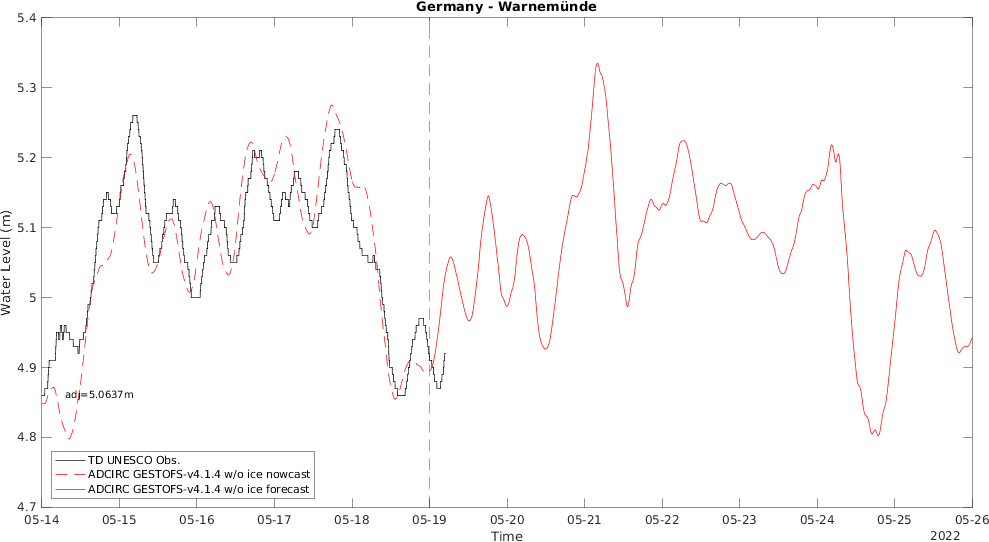 Germany - Warnemünde
5.4
5.3
5.2
5.1
5
4.9
4.8
4.7
Water Level (m)
adj=5.0637m
TD UNESCO Obs.
ADCIRC GESTOFS-v4.1.4 w/o ice nowcast
ADCIRC GESTOFS-v4.1.4 w/o ice forecast
05-14 05-15 05-16 05-17 05-18 05-19 05-20 05-21 05-22 05-23 05-24 05-25 05-26
Time
2022